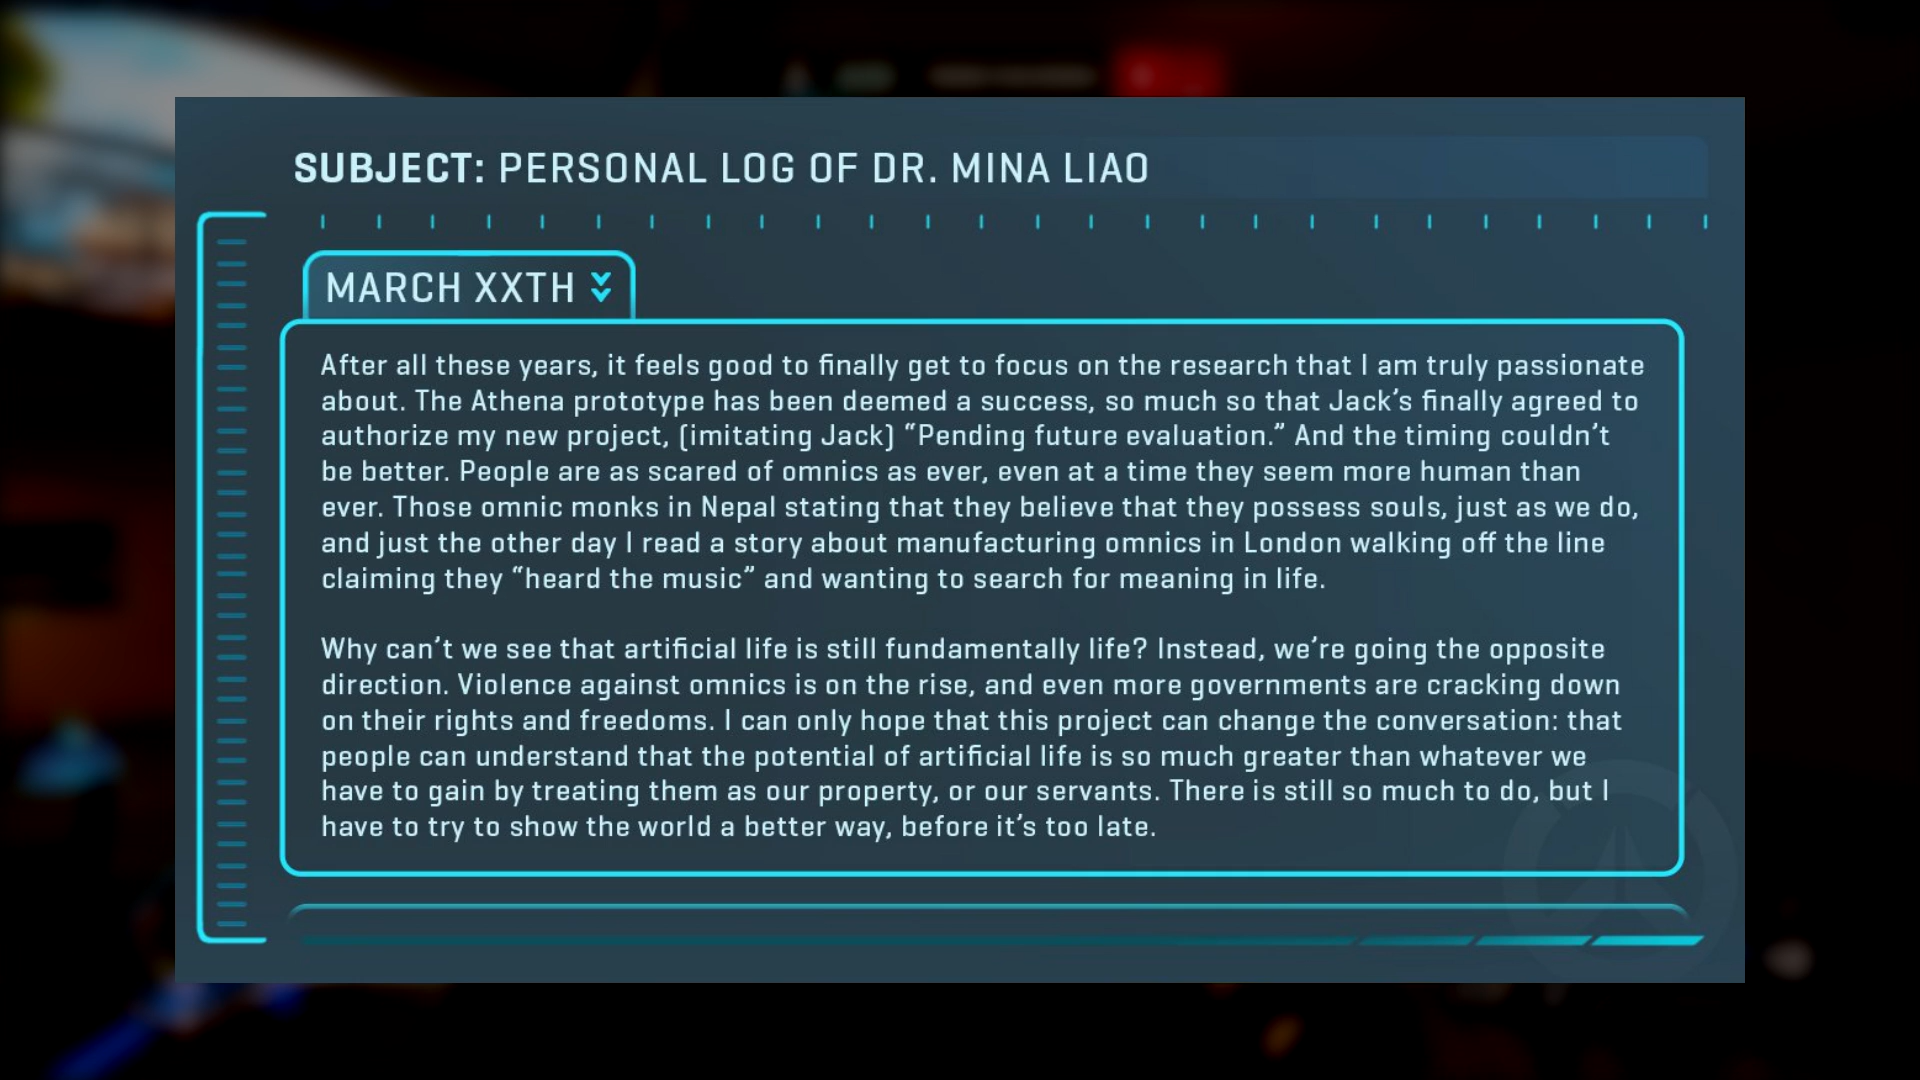 SUBJECT: PERSONAL LOG OF DR. MINA LIAO
MARCH XXTH
After all these years, it feels good to finally get to focus on the research that I am truly passionate
about. The Athena prototype has been deemed a success, so much so that Jack’s finally agreed to
authorize my new project, (imitating Jack) “Pending future evaluation.” And the timing couldn’t
be better. People are as scared of omnics as ever, even at a time they seem more human than
ever. Those omnic monks in Nepal stating that they believe that they possess souls, just as we do,
and just the other day I read a story about manufacturing omnics in London walking off the line
claiming they “heard the music” and wanting to search for meaning in life.
Why can’t we see that artificial life is still fundamentally life? Instead, we’re going the opposite
direction. Violence against omnics is on the rise, and even more governments are cracking down
on their rights and freedoms. I can only hope that this project can change the conversation: that
people can understand that the potential of artificial life is so much greater than whatever we
have to gain by treating them as our property, or our servants. There is still so much to do, but I
have to try to show the world a better way, before it’s too late.